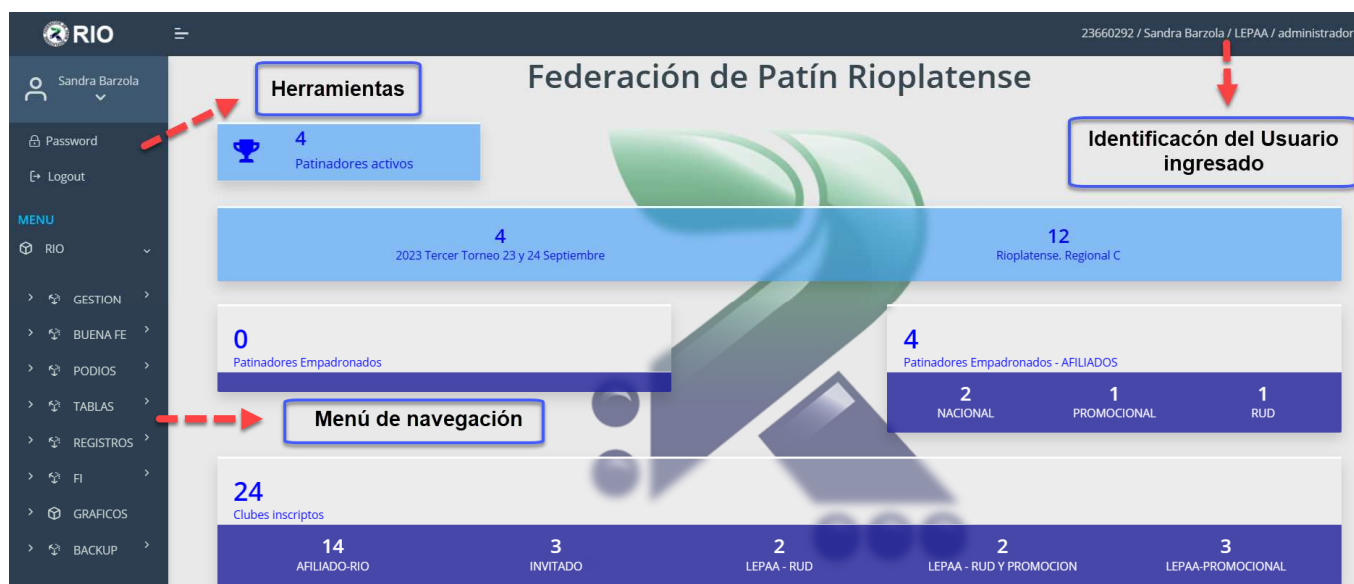 RIO
23660292 / Sandra Barzola / LEPAA / administrador
Sandra Barzola
Password
Logout
MENU
RIO
GESTION
BUENA FE
PODIOS
TABLAS
REGISTROS
FI
GRAFICOS
BACKUP
Herramientas
Federación de Patín Rioplatense
Identificacón del Usuario
ingresado
4
Patinadores activos
4
2023 Tercer Torneo 23 y 24 Septiembre
12
Rioplatense. Regional C
0
Patinadores Empadronados
4
Patinadores Empadronados - AFILIADOS
2
NACIONAL
1
PROMOCIONAL
1
RUD
Menú de navegación
24
Clubes inscriptos
14
AFILIADO-RIO
3
INVITADO
2
LEPAA - RUD
2
LEPAA - RUD Y PROMOCION
3
LEPAA-PROMOCIONAL